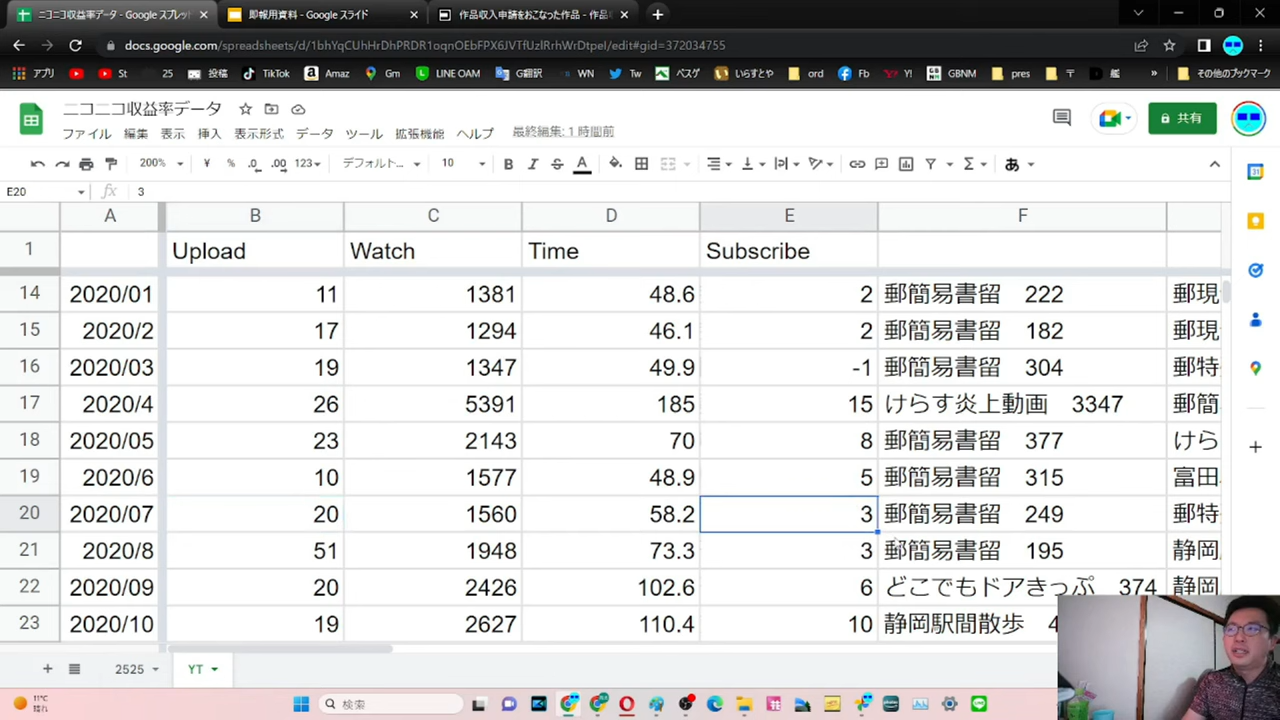 ニコニコ収益率データ - Google スプレッ
即報用資料 - Google スライド
作品収入申請をおこなった作品 - 作品
docs.google.com/spreadsheets/d/1bhYqCUhHrDhPRDR1oqnOEbFPX6JVTfUzlRrhWrDtpeI/edit#gid=372034755
アプリ St 25 投稿 TikTok Amaz Gm LINE OAM G翻訳 WN Tw ベスゲ いらすとや ord Fb Y! GBNM pres 〒 艦 » その他のブックマーク
ニコニコ収益率データ
共有
ファイル 編集 表示 挿入 表示形式 データ ツール 拡張機能 ヘルプ 最終編集: 1 時間前
200% ¥ % .0 .00 123 デフォルト... 10 B I S A Σ あ
E20 fx 3
A B C D E F
1 Upload Watch Time Subscribe
14 2020/01 11 1381 48.6 2 郵簡易書留 222 郵現
15 2020/2 17 1294 46.1 2 郵簡易書留 182 郵現
16 2020/03 19 1347 49.9 -1 郵簡易書留 304 郵特
17 2020/4 26 5391 185 15 けらす炎上動画 3347 郵簡
18 2020/05 23 2143 70 8 郵簡易書留 377 けら
19 2020/6 10 1577 48.9 5 郵簡易書留 315 富田
20 2020/07 20 1560 58.2 3 郵簡易書留 249 郵特
21 2020/8 51 1948 73.3 3 郵簡易書留 195 静岡
22 2020/09 20 2426 102.6 6 どこでもドアきっぷ 374 静岡
23 2020/10 19 2627 110.4 10 静岡駅間散歩 4
2525 YT
11°C
晴れ
検索